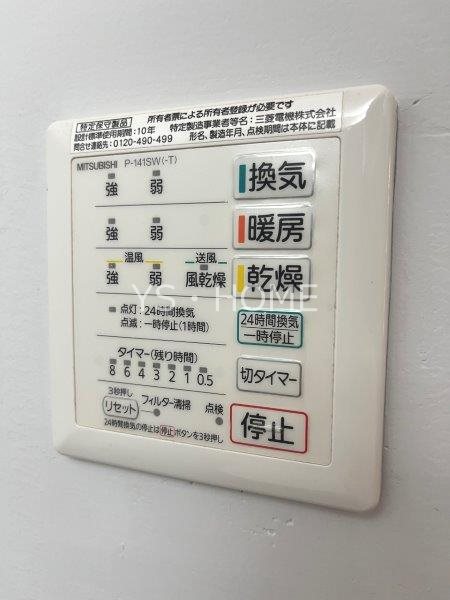 特定保守製品 所有者票による所有者登録が必要です
設計標準使用期間:10年 特定製造事業者等名:三菱電機株式会社
問合せ連絡先:0120-490-499 形名、製造年月、点検期間は本体に記載
MITSUBISHI P-141SW(-T)
強 弱 換気
強 弱 暖房
温風 送風
強 弱 風乾燥 乾燥
YS・HOME
点灯:24時間換気
点滅:一時停止(1時間)
24時間換気
一時停止
タイマー(残り時間)
8 6 4 3 2 1 0.5
切タイマー
3秒押し
リセット フィルター清掃 点検
停止
24時間換気の停止は停止ボタンを3秒押し